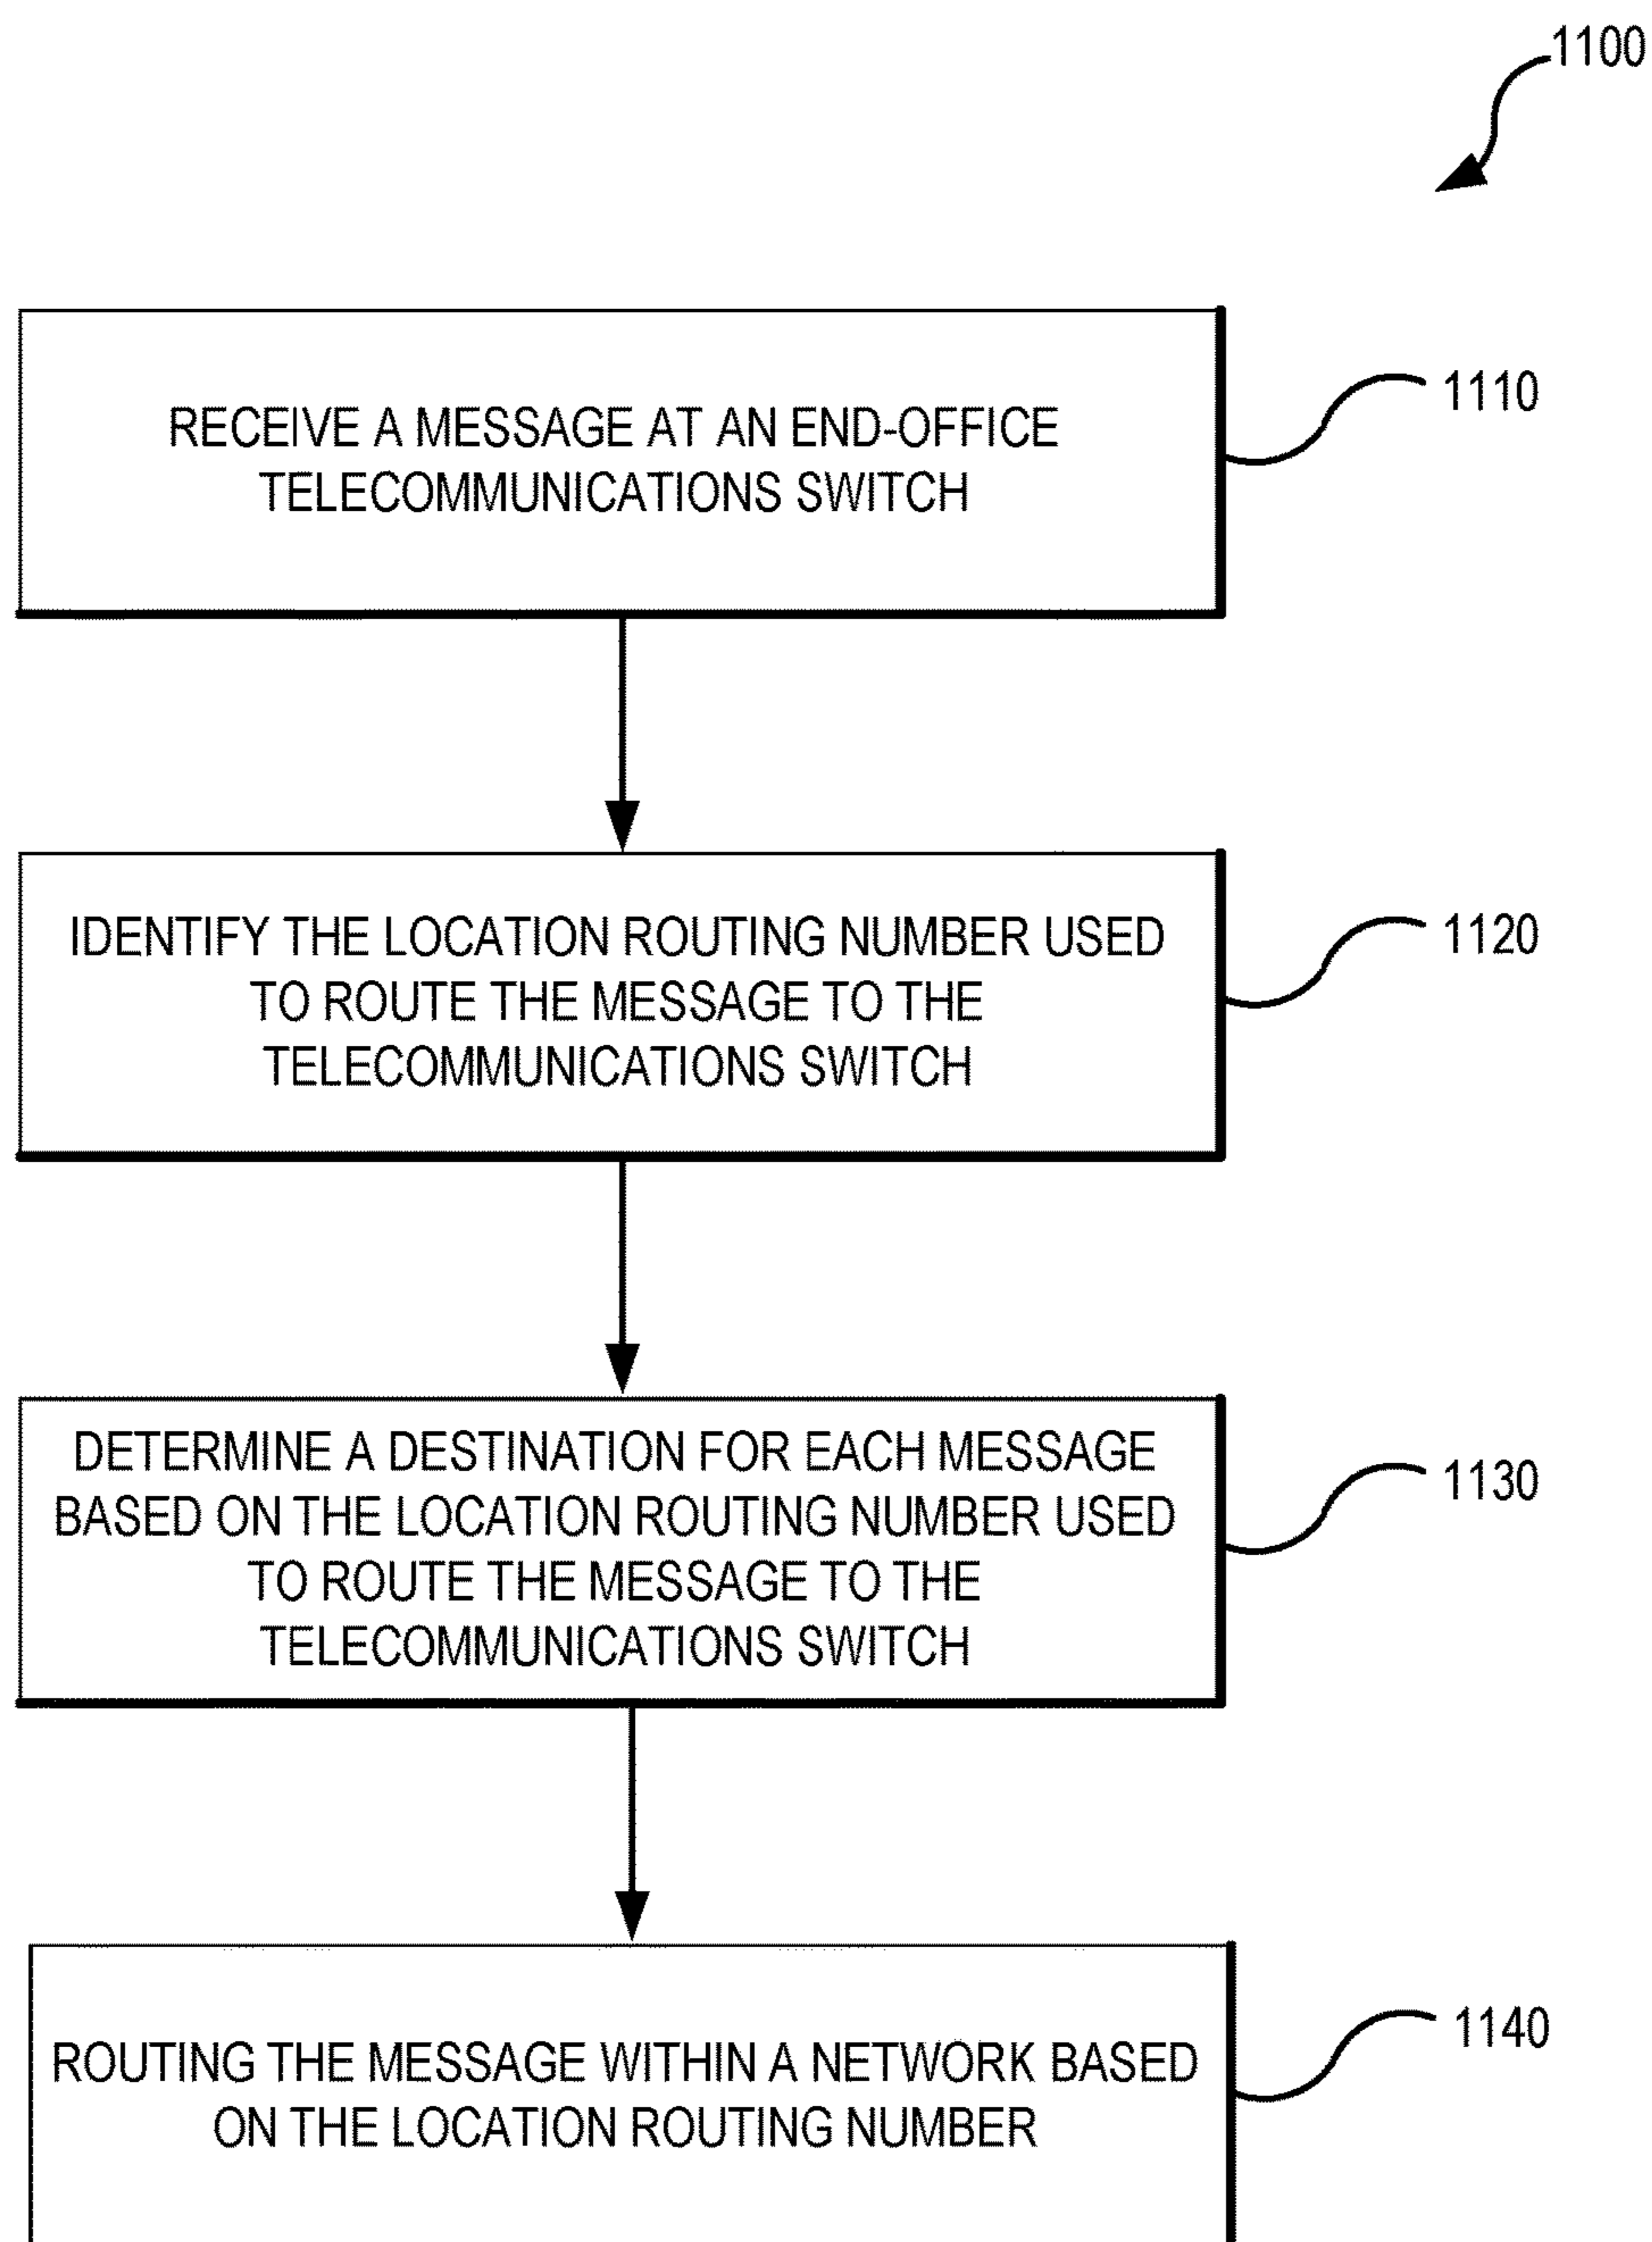 1100
RECEIVE A MESSAGE AT AN END-OFFICE
TELECOMMUNICATIONS SWITCH
1110
IDENTIFY THE LOCATION ROUTING NUMBER USED
TO ROUTE THE MESSAGE TO THE
TELECOMMUNICATIONS SWITCH
1120
DETERMINE A DESTINATION FOR EACH MESSAGE
BASED ON THE LOCATION ROUTING NUMBER USED
TO ROUTE THE MESSAGE TO THE
TELECOMMUNICATIONS SWITCH
1130
ROUTING THE MESSAGE WITHIN A NETWORK BASED
ON THE LOCATION ROUTING NUMBER
1140